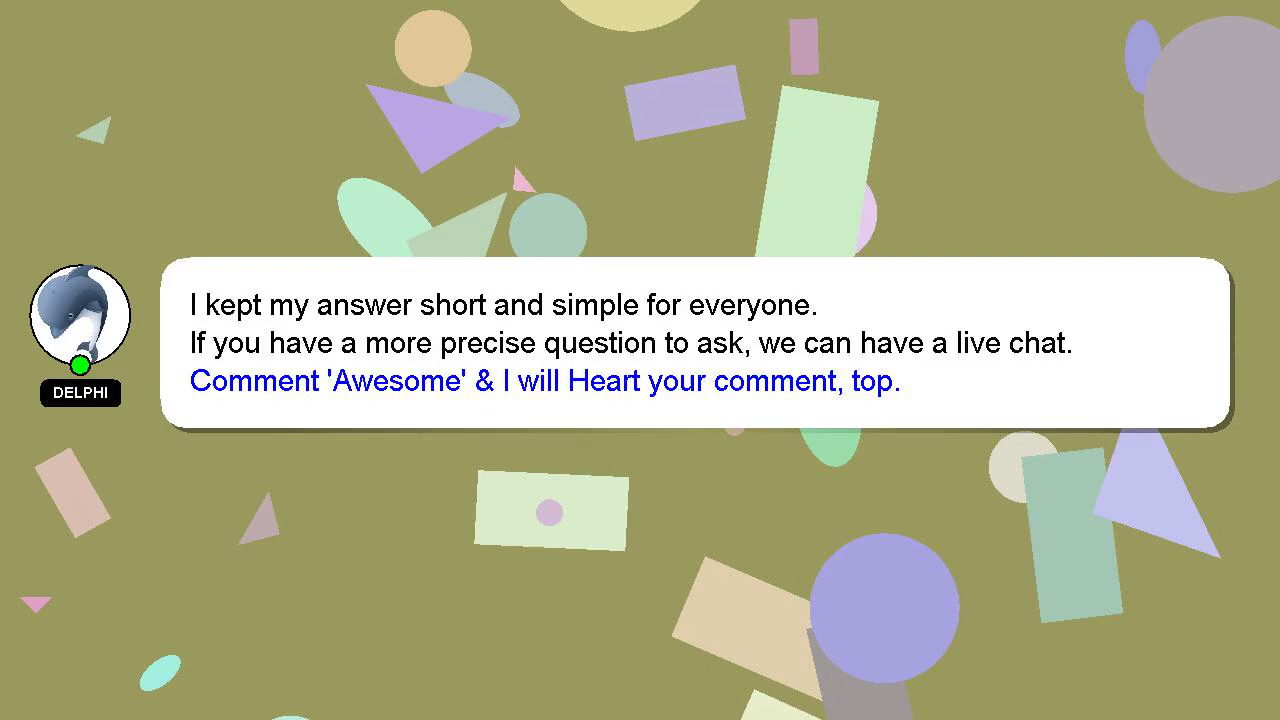 I kept my answer short and simple for everyone.
If you have a more precise question to ask, we can have a live chat.
Comment 'Awesome' & I will Heart your comment, top.
DELPHI